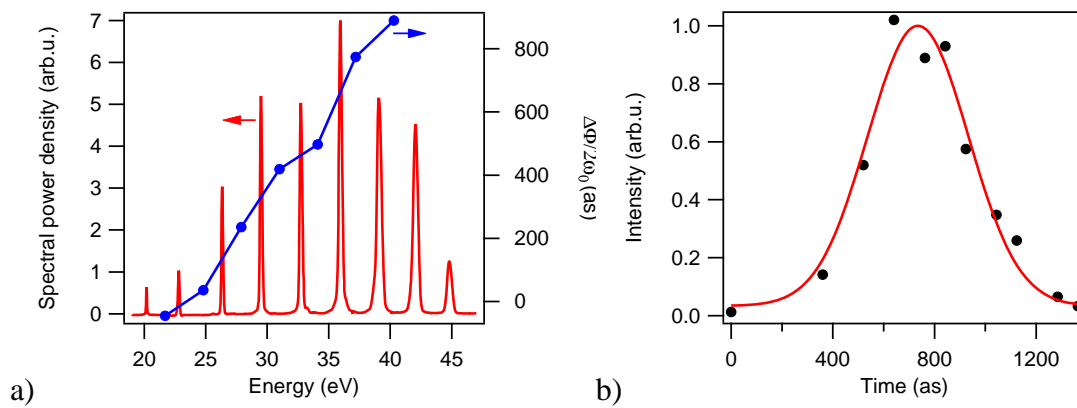 7
6
5
4
3
2
1
0
Spectral power density (arb.u.)
20 25 30 35 40 45
Energy (eV)
800
600
400
200
0
ΔΦ/2ω₀ (as)
a)
1.0
0.8
0.6
0.4
0.2
0.0
Intensity (arb.u.)
0 400 800 1200
Time (as)
b)